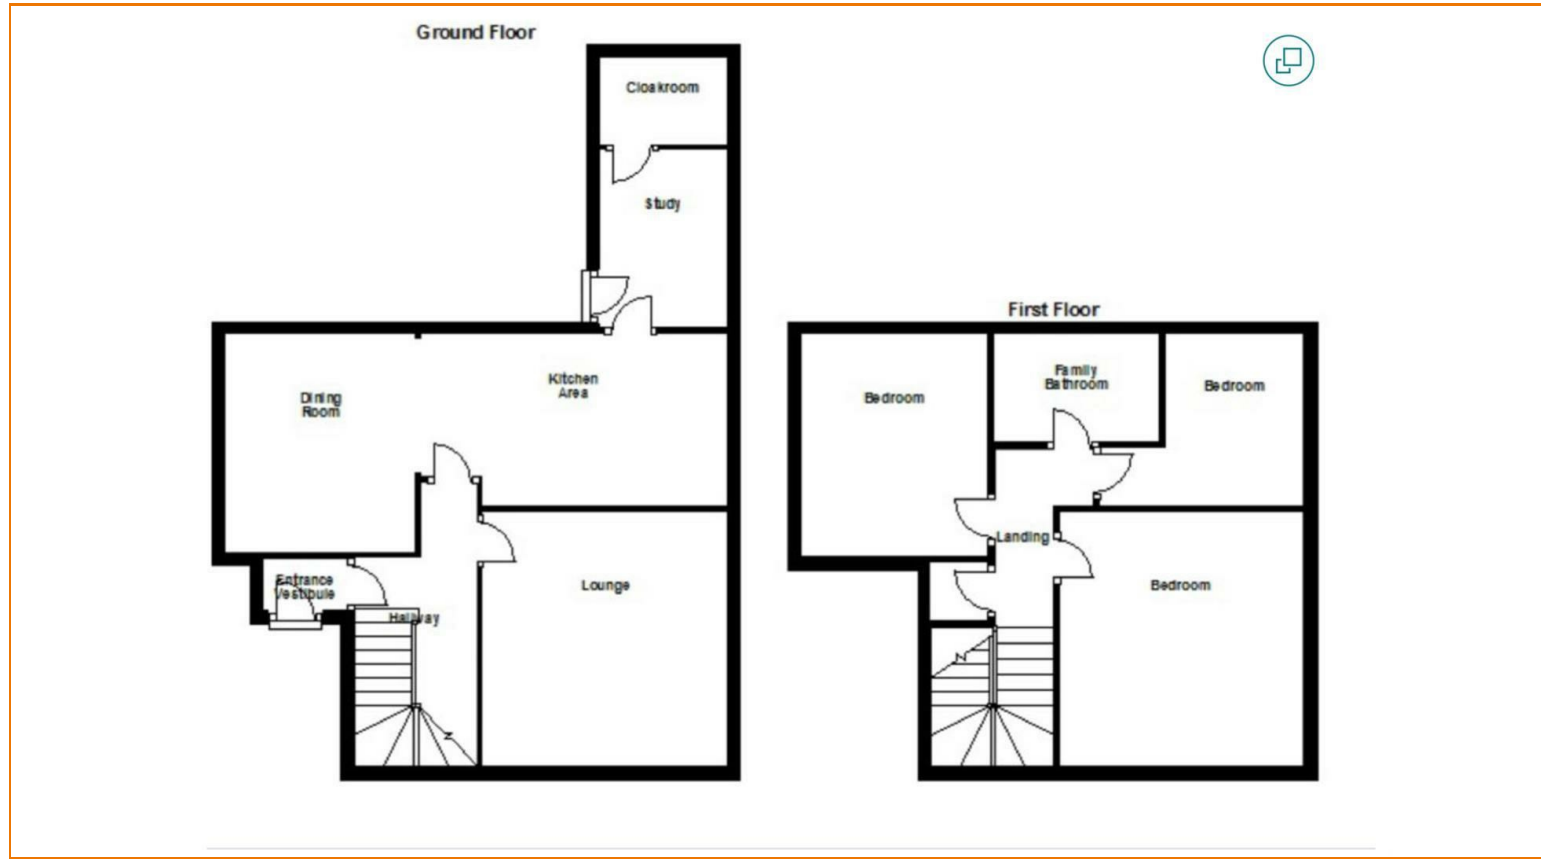 Ground Floor
Cloakroom
Study
Kitchen
Area
Dining
Room
Entrance
Vestibule
Hallway
Lounge
First Floor
Bedroom
Family
Bathroom
Bedroom
Landing
Bedroom